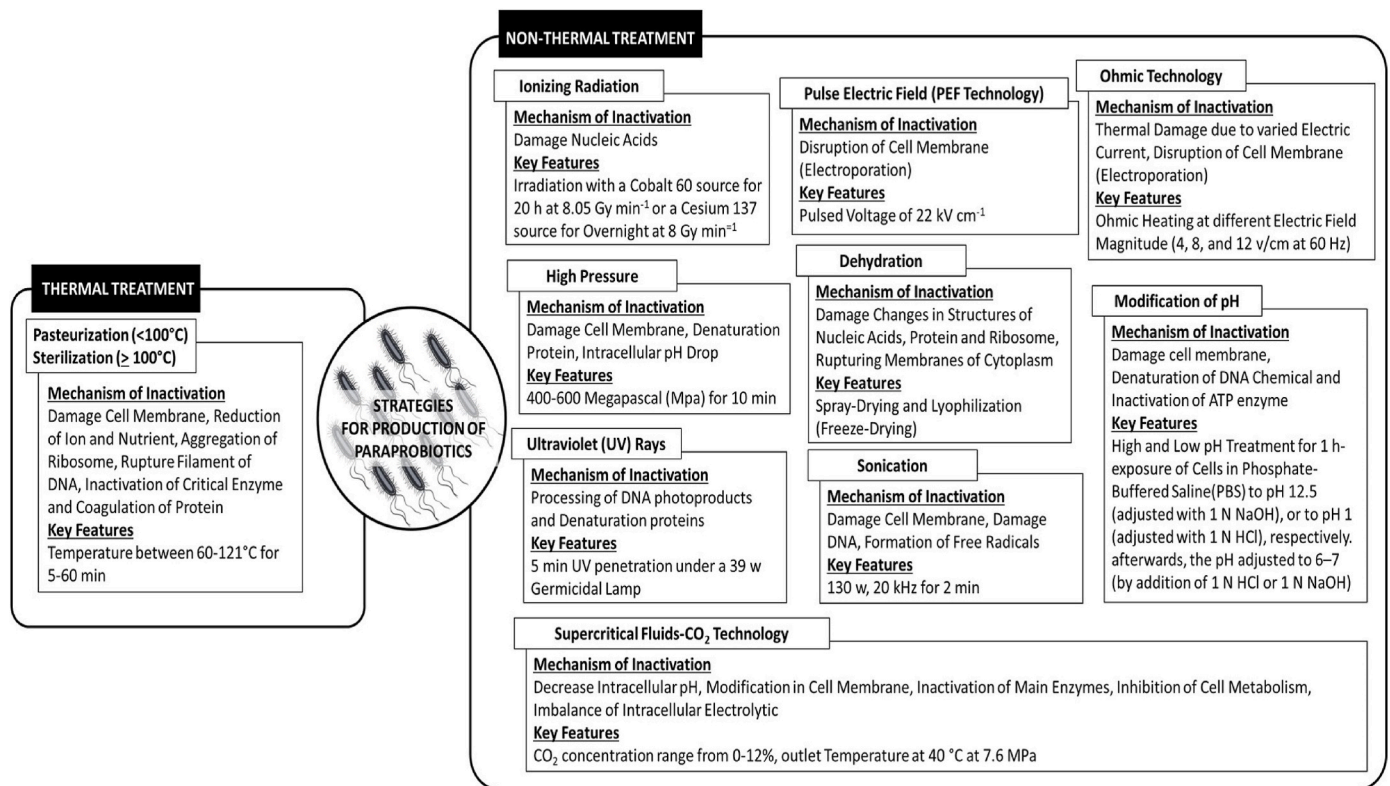 THERMAL TREATMENT
Pasteurization (<100°C)
Sterilization (≥ 100°C)
Mechanism of Inactivation
Damage Cell Membrane, Reduction
of Ion and Nutrient, Aggregation of
Ribosome, Rupture Filament of
DNA, Inactivation of Critical Enzyme
and Coagulation of Protein
Key Features
Temperature between 60-121°C for
5-60 min
STRATEGIES
FOR PRODUCTION OF
PARAPROBIOTICS
NON-THERMAL TREATMENT
Ionizing Radiation
Mechanism of Inactivation
Damage Nucleic Acids
Key Features
Irradiation with a Cobalt 60 source for
20 h at 8.05 Gy min⁻¹ or a Cesium 137
source for Overnight at 8 Gy min⁼¹
Pulse Electric Field (PEF Technology)
Mechanism of Inactivation
Disruption of Cell Membrane
(Electroporation)
Key Features
Pulsed Voltage of 22 kV cm⁻¹
Ohmic Technology
Mechanism of Inactivation
Thermal Damage due to varied Electric
Current, Disruption of Cell Membrane
(Electroporation)
Key Features
Ohmic Heating at different Electric Field
Magnitude (4, 8, and 12 v/cm at 60 Hz)
High Pressure
Mechanism of Inactivation
Damage Cell Membrane, Denaturation
Protein, Intracellular pH Drop
Key Features
400-600 Megapascal (Mpa) for 10 min
Dehydration
Mechanism of Inactivation
Damage Changes in Structures of
Nucleic Acids, Protein and Ribosome,
Rupturing Membranes of Cytoplasm
Key Features
Spray-Drying and Lyophilization
(Freeze-Drying)
Modification of pH
Mechanism of Inactivation
Damage cell membrane,
Denaturation of DNA Chemical and
Inactivation of ATP enzyme
Key Features
High and Low pH Treatment for 1 h-
exposure of Cells in Phosphate-
Buffered Saline(PBS) to pH 12.5
(adjusted with 1 N NaOH), or to pH 1
(adjusted with 1 N HCl), respectively.
afterwards, the pH adjusted to 6–7
(by addition of 1 N HCl or 1 N NaOH)
Ultraviolet (UV) Rays
Mechanism of Inactivation
Processing of DNA photoproducts
and Denaturation proteins
Key Features
5 min UV penetration under a 39 w
Germicidal Lamp
Sonication
Mechanism of Inactivation
Damage Cell Membrane, Damage
DNA, Formation of Free Radicals
Key Features
130 w, 20 kHz for 2 min
Supercritical Fluids-CO₂ Technology
Mechanism of Inactivation
Decrease Intracellular pH, Modification in Cell Membrane, Inactivation of Main Enzymes, Inhibition of Cell Metabolism,
Imbalance of Intracellular Electrolytic
Key Features
CO₂ concentration range from 0-12%, outlet Temperature at 40 °C at 7.6 MPa